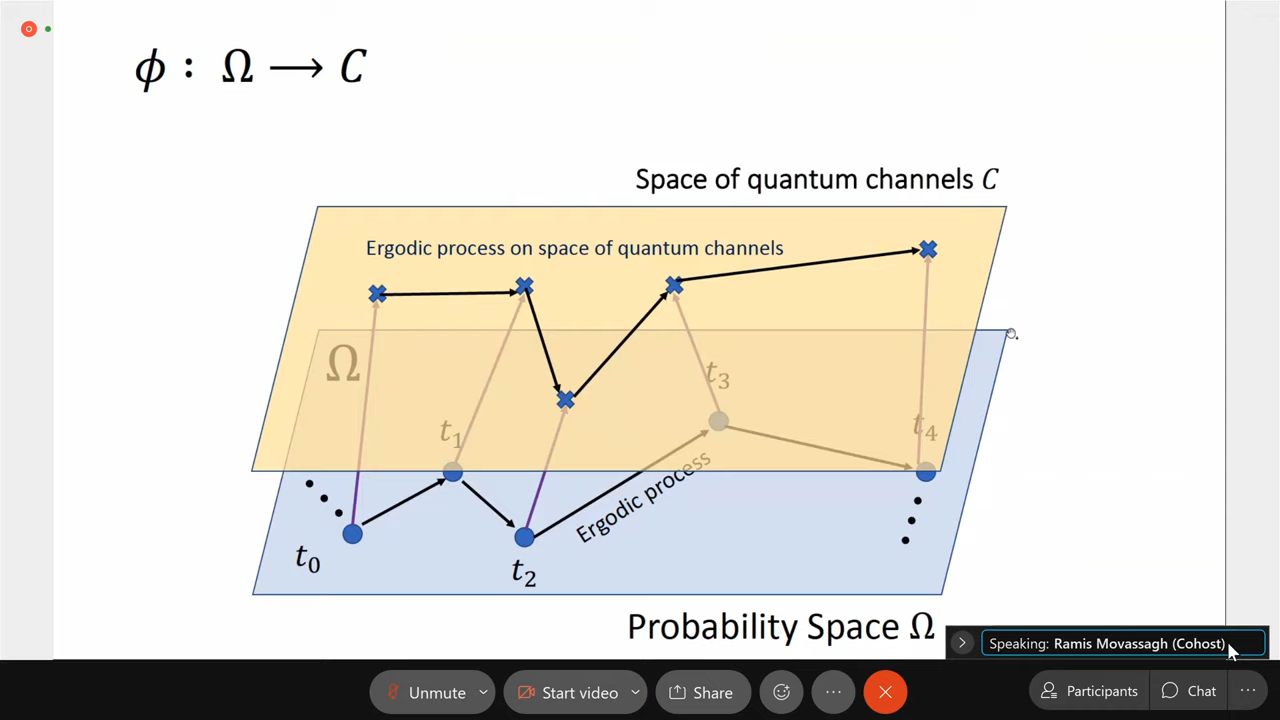 ϕ : Ω ⟶ C
Space of quantum channels C
Ergodic process on space of quantum channels
Ω
t₃
t₁
t₄
Ergodic process
t₀
t₂
Probability Space Ω
Speaking: Ramis Movassagh (Cohost)
Unmute
Start video
Share
Participants
Chat